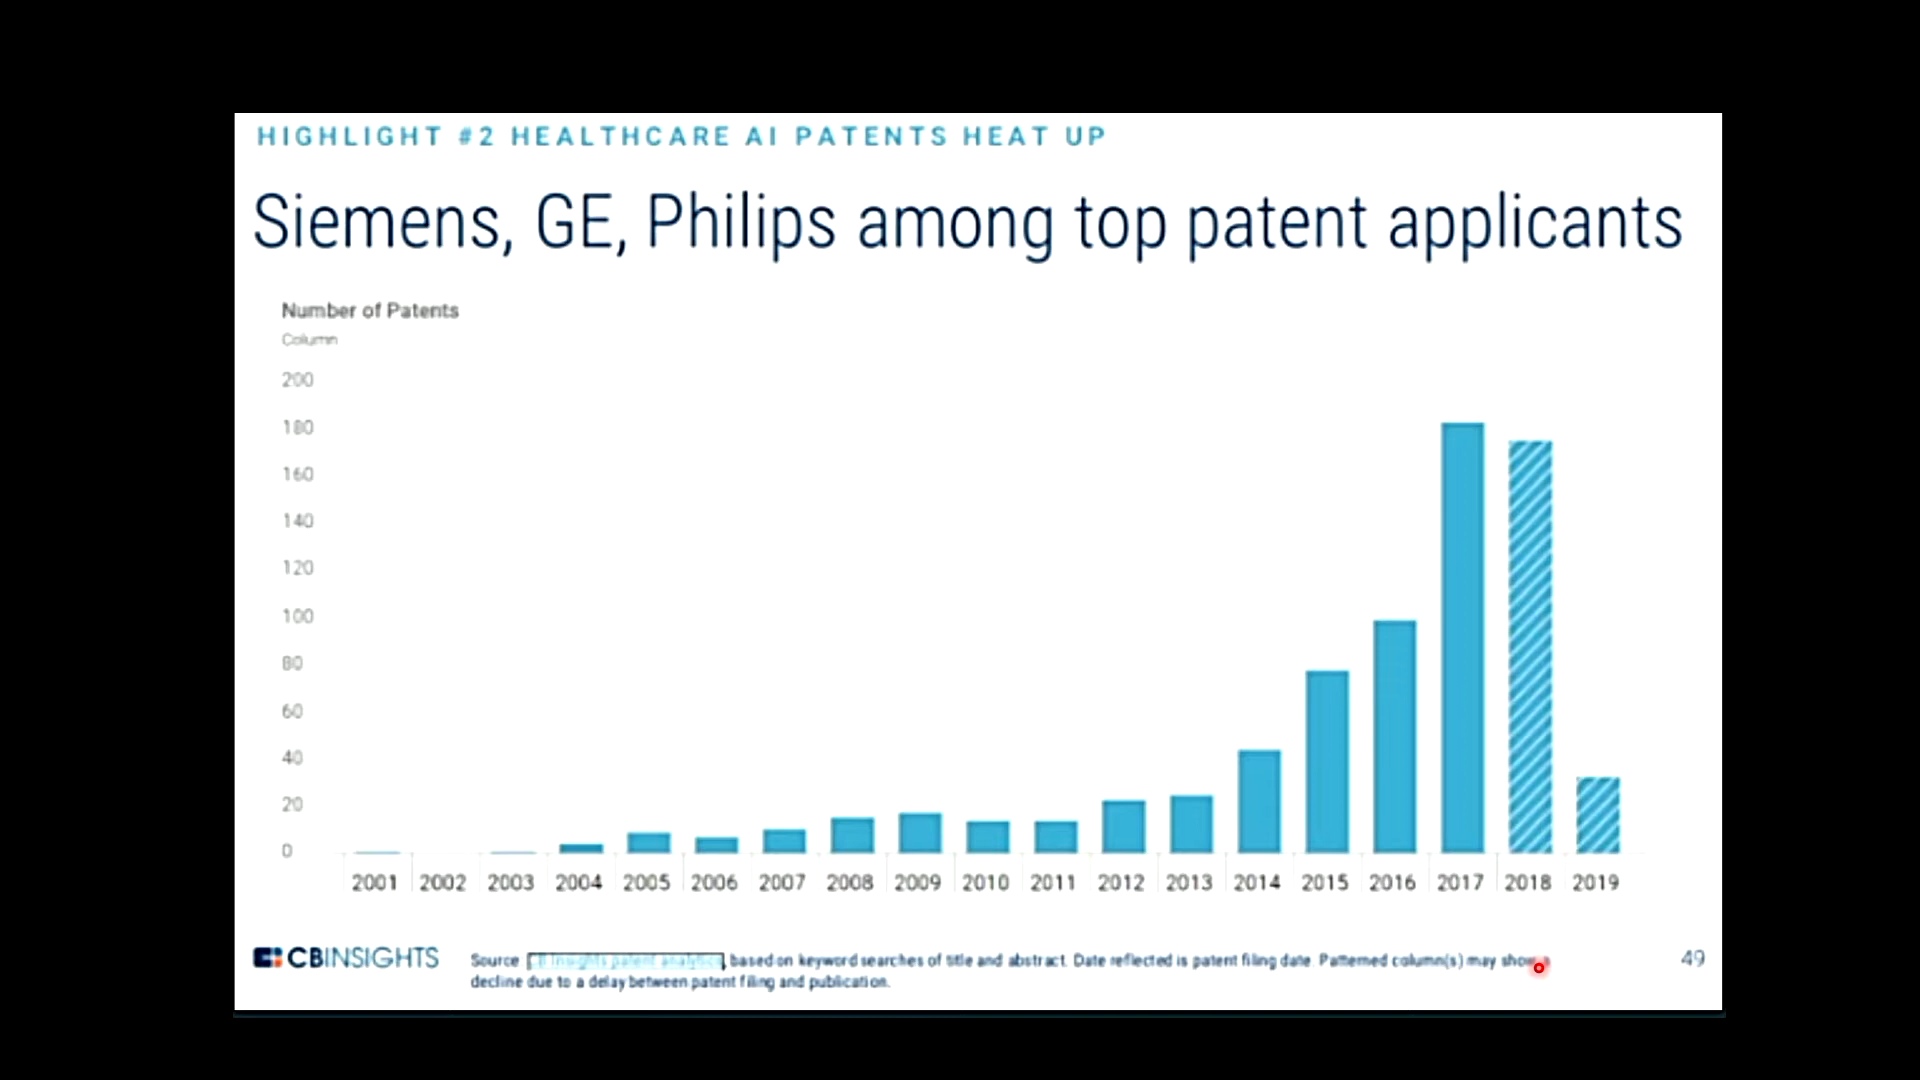 HIGHLIGHT #2 HEALTHCARE AI PATENTS HEAT UP
Siemens, GE, Philips among top patent applicants
Number of Patents
Column
200
180
160
140
120
100
80
60
40
20
0
2001 2002 2003 2004 2005 2006 2007 2008 2009 2010 2011 2012 2013 2014 2015 2016 2017 2018 2019
CBINSIGHTS
Source CB Insights patent analytics, based on keyword searches of title and abstract. Date reflected is patent filing date. Patterned column(s) may show a
decline due to a delay between patent filing and publication.
49